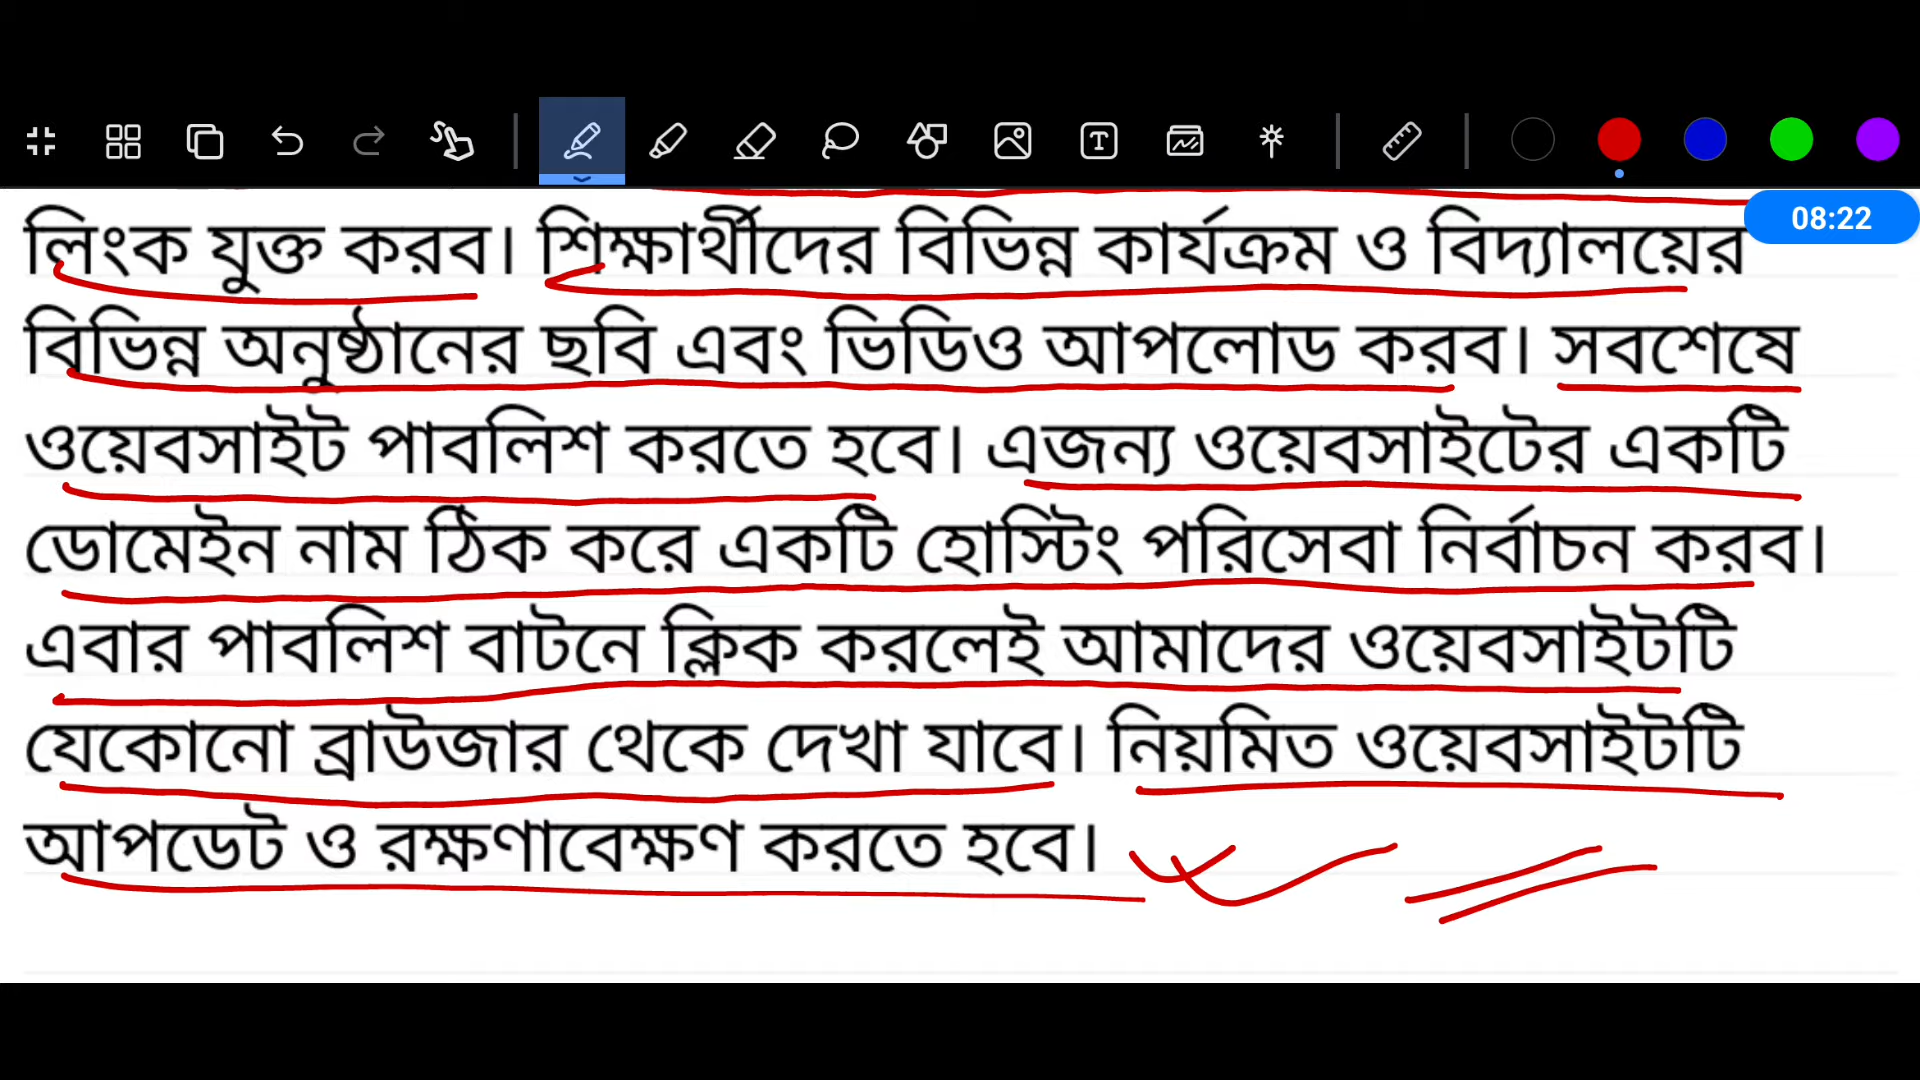 08:22
লিংক যুক্ত করব। শিক্ষার্থীদের বিভিন্ন কার্যক্রম ও বিদ্যালয়ের
বিভিন্ন অনুষ্ঠানের ছবি এবং ভিডিও আপলোড করব। সবশেষে
ওয়েবসাইট পাবলিশ করতে হবে। এজন্য ওয়েবসাইটের একটি
ডোমেইন নাম ঠিক করে একটি হোস্টিং পরিসেবা নির্বাচন করব।
এবার পাবলিশ বাটনে ক্লিক করলেই আমাদের ওয়েবসাইটটি
যেকোনো ব্রাউজার থেকে দেখা যাবে। নিয়মিত ওয়েবসাইটটি
আপডেট ও রক্ষণাবেক্ষণ করতে হবে।